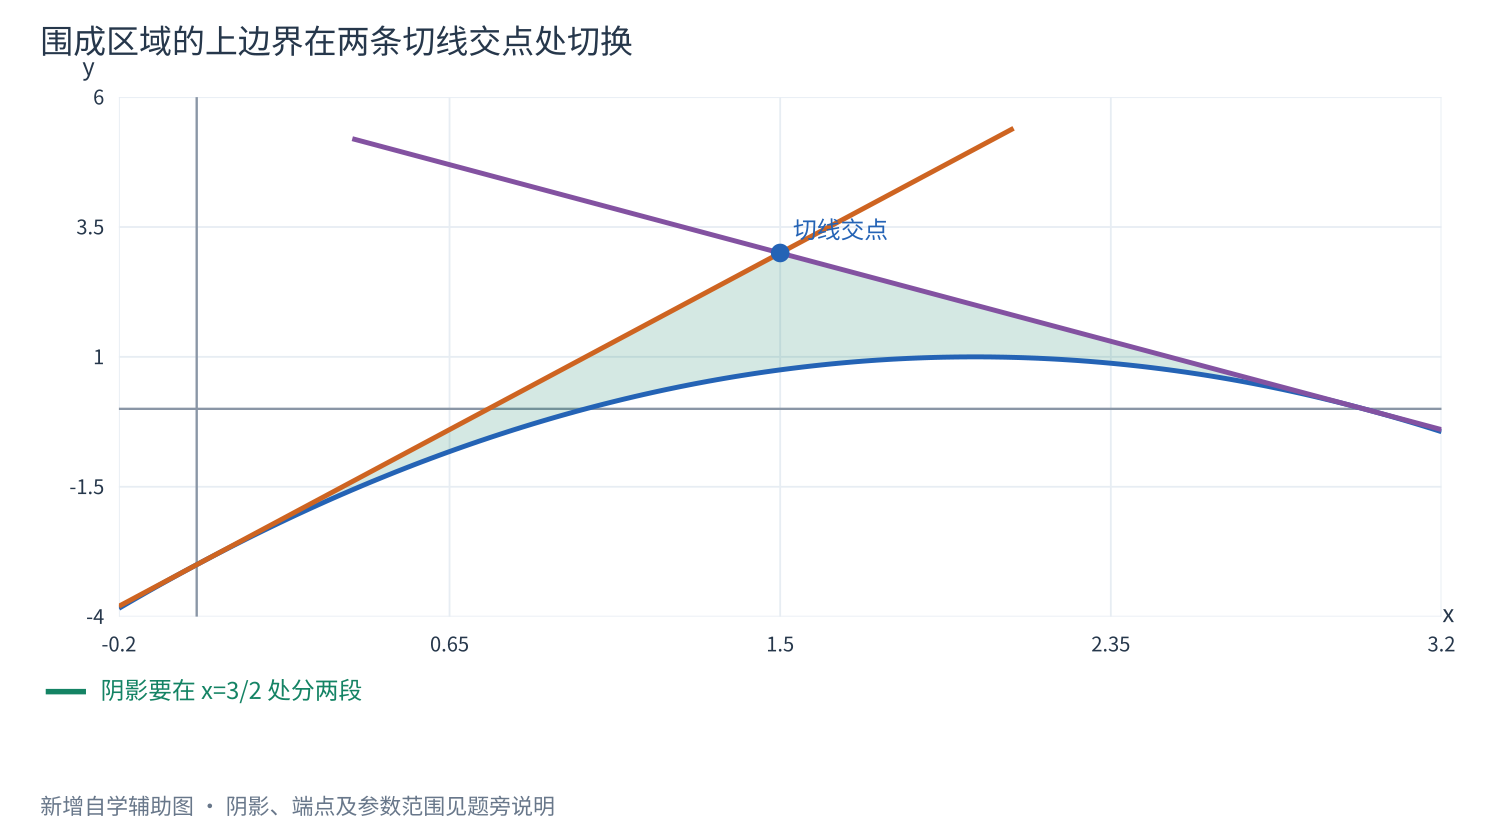 围成区域的上边界在两条切线交点处切换
y
6
切线交点
3.5
1
-1.5
-4
x
-0.2 0.65 1.5 2.35 3.2
阴影要在 x=3/2 处分两段
新增自学辅助图 · 阴影、端点及参数范围见题旁说明